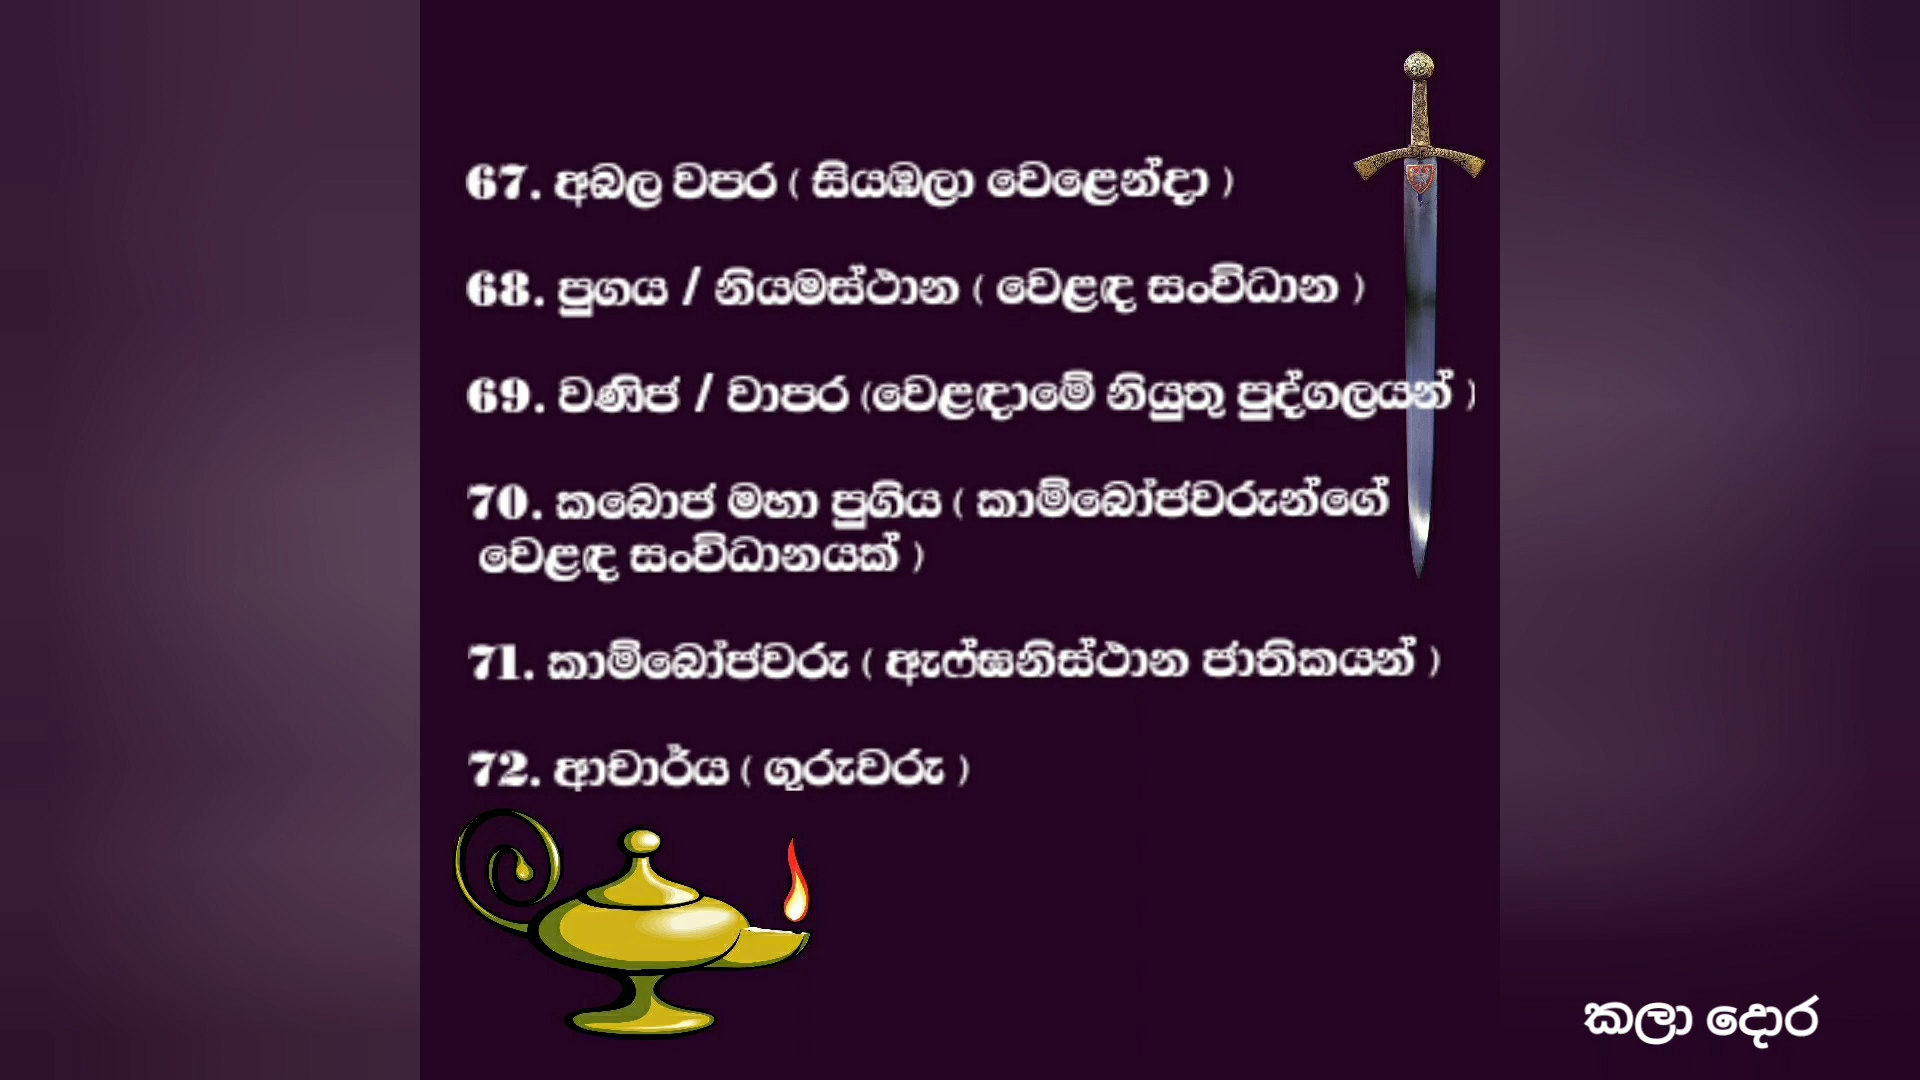 67. අබල වපර ( සියඹලා වෙළෙන්දා )
68. පුගය / නියමස්ථාන ( වෙළඳ සංවිධාන )
69. වණිජ / වාපර (වෙළඳාමේ නියුතු පුද්ගලයන් )
70. කබොජ මහා පුගිය ( කාම්බෝජවරුන්ගේ
වෙළඳ සංවිධානයක් )
71. කාම්බෝජවරු ( ඇෆ්ඝනිස්ථාන ජාතිකයන් )
72. ආචාර්ය ( ගුරුවරු )
කලා දොර